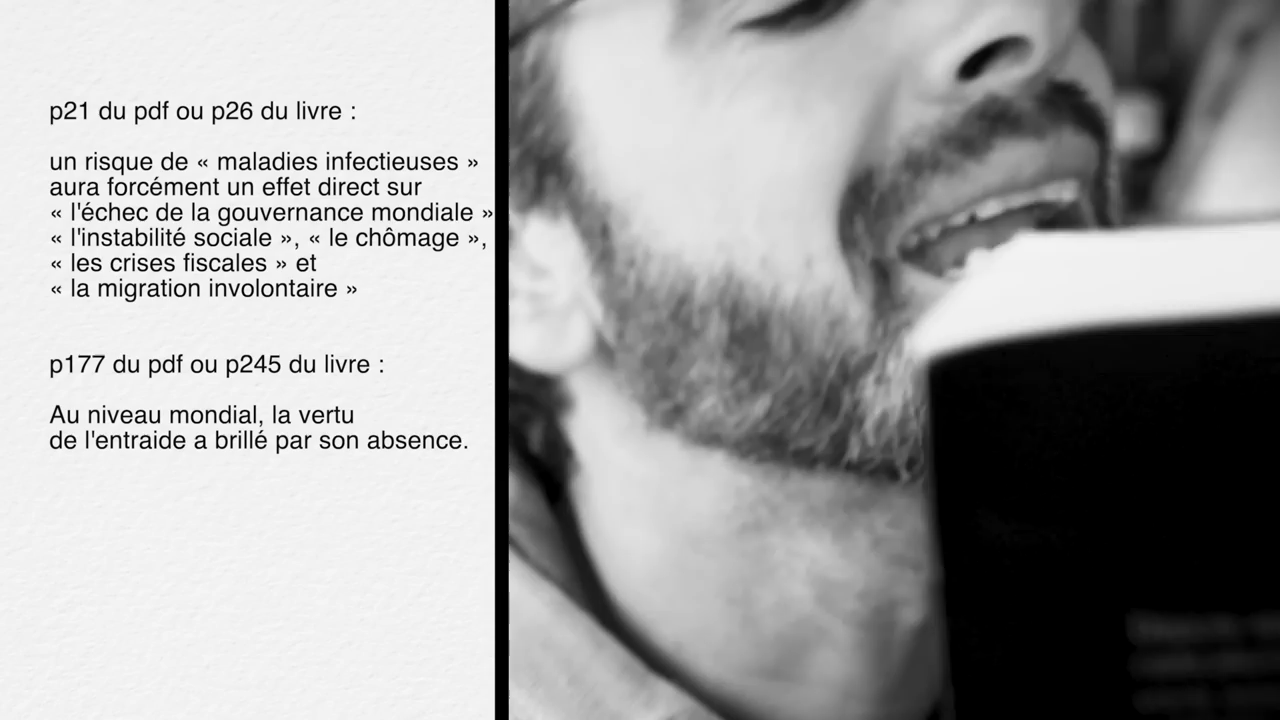 p21 du pdf ou p26 du livre :
un risque de « maladies infectieuses »
aura forcément un effet direct sur
« l'échec de la gouvernance mondiale »
« l'instabilité sociale », « le chômage »,
« les crises fiscales » et
« la migration involontaire »
p177 du pdf ou p245 du livre :
Au niveau mondial, la vertu
de l'entraide a brillé par son absence.